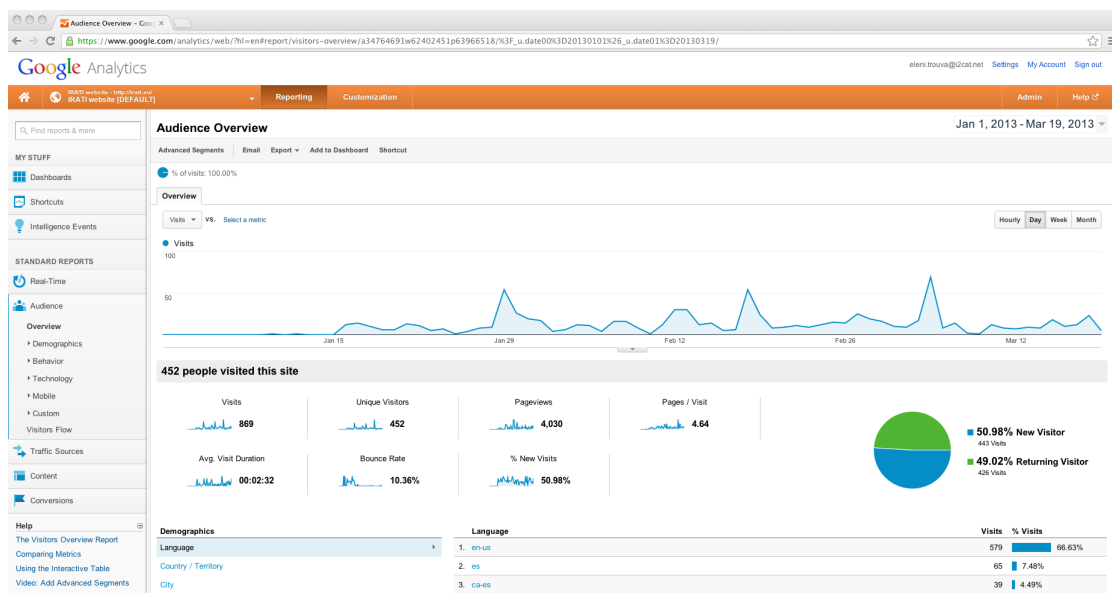 Audience Overview – Goo
https://www.google.com/analytics/web/?hl=en#report/visitors-overview/a34764691w62402451p63966518/%3F_u.date00%3D20130101%26_u.date01%3D20130319/
Google Analytics
eleni.trouva@i2cat.net Settings My Account Sign out
IRATI website - http://irati.eu/
IRATI website [DEFAULT]
Reporting Customization Admin Help
Find reports & more
MY STUFF
Dashboards
Shortcuts
Intelligence Events
STANDARD REPORTS
Real-Time
Audience
Overview
Demographics
Behavior
Technology
Mobile
Custom
Visitors Flow
Traffic Sources
Content
Conversions
Help
The Visitors Overview Report
Comparing Metrics
Using the Interactive Table
Video: Add Advanced Segments
Audience Overview
Jan 1, 2013 - Mar 19, 2013
Advanced Segments Email Export Add to Dashboard Shortcut
% of visits: 100.00%
Overview
Visits VS. Select a metric
Hourly Day Week Month
Visits
100
50
Jan 15 Jan 29 Feb 12 Feb 26 Mar 12
452 people visited this site
Visits Unique Visitors Pageviews Pages / Visit
869 452 4,030 4.64
Avg. Visit Duration Bounce Rate % New Visits
00:02:32 10.36% 50.98%
50.98% New Visitor
443 Visits
49.02% Returning Visitor
426 Visits
Demographics Language Visits % Visits
Language 1. en-us 579 66.63%
Country / Territory 2. es 65 7.48%
City 3. ca-es 39 4.49%